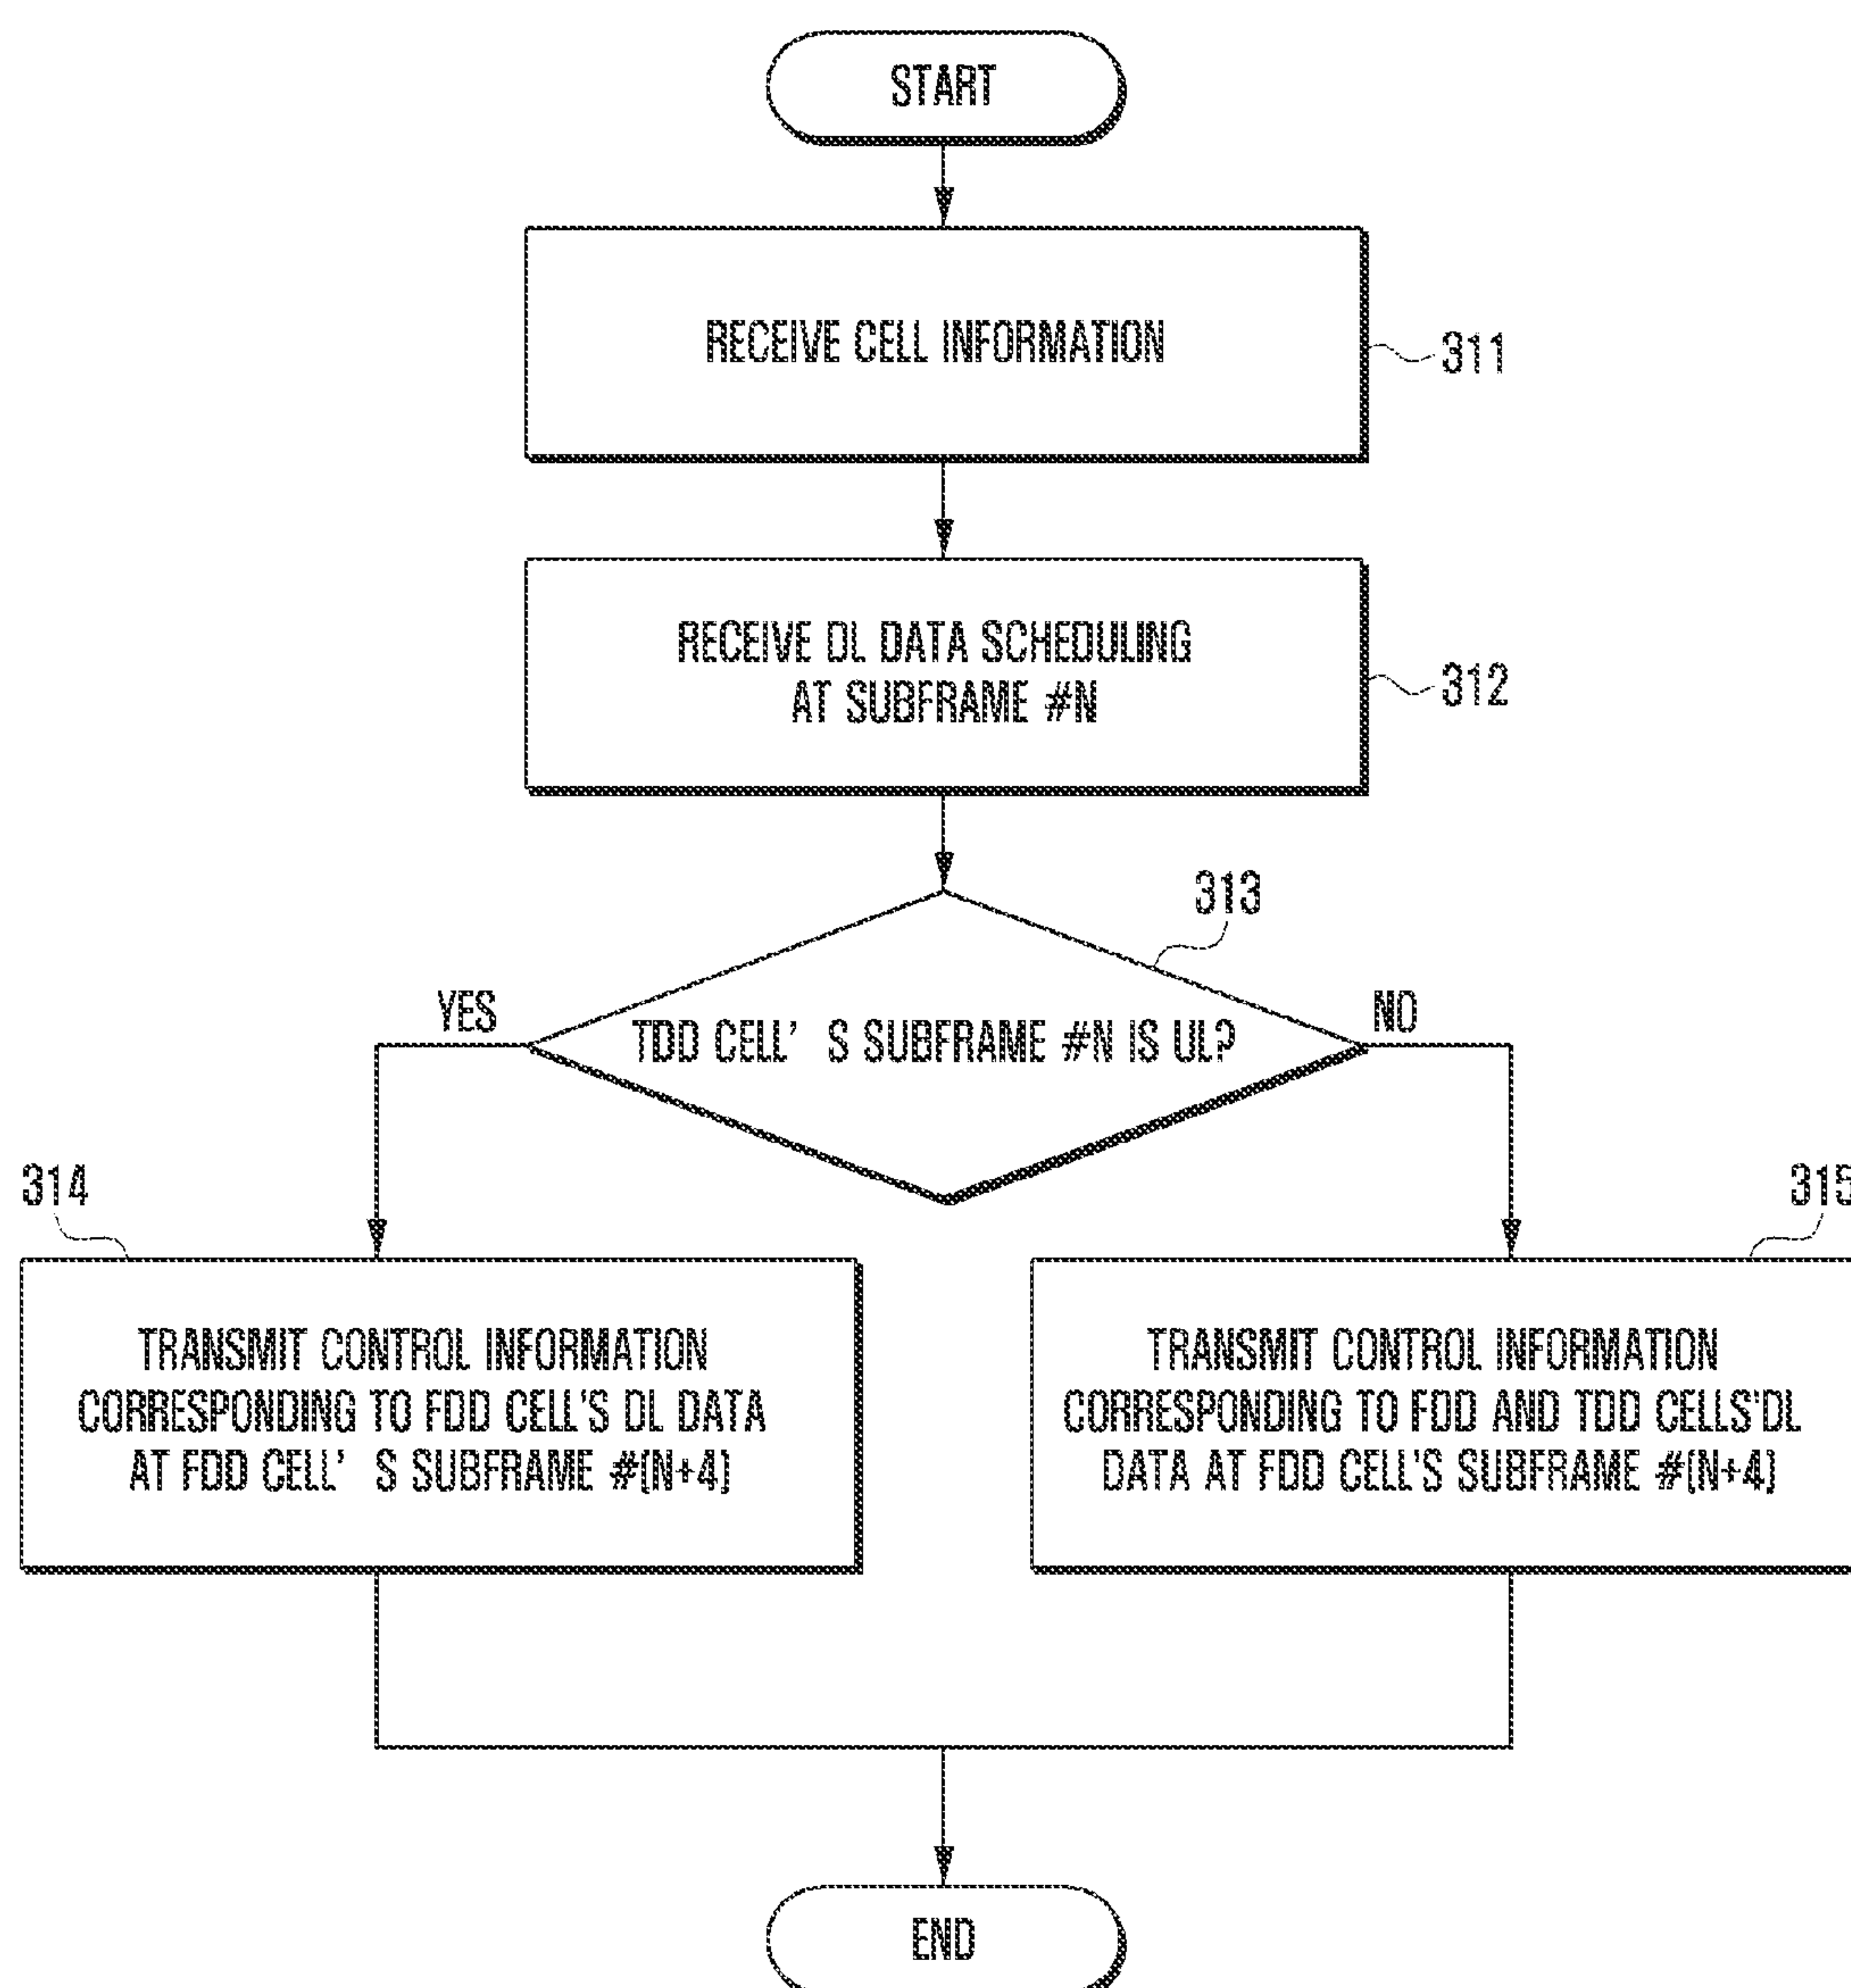 START
RECEIVE CELL INFORMATION
311
RECEIVE DL DATA SCHEDULING
AT SUBFRAME #N
312
313
YES
TDD CELL' S SUBFRAME #N IS UL?
NO
314
315
TRANSMIT CONTROL INFORMATION
CORRESPONDING TO FDD CELL'S DL DATA
AT FDD CELL' S SUBFRAME #(N+4)
TRANSMIT CONTROL INFORMATION
CORRESPONDING TO FDD AND TDD CELLS'DL
DATA AT FDD CELL'S SUBFRAME #(N+4)
END